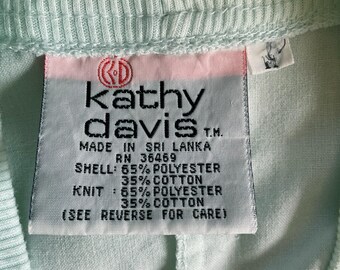 KD
kathy
davis T.M.
MADE IN SRI LANKA
RN 36469
SHELL: 65% POLYESTER
35% COTTON
KNIT : 65% POLYESTER
35% COTTON
(SEE REVERSE FOR CARE)